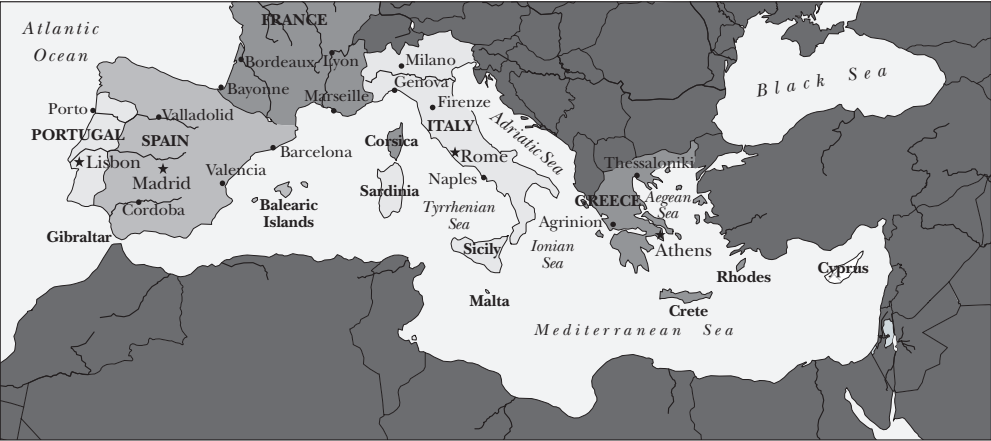 Atlantic
Ocean
FRANCE
Bordeaux
Lyon
Milano
Black Sea
Bayonne
Genova
Marseille
Firenze
Porto
Valladolid
PORTUGAL
SPAIN
Corsica
ITALY
Adriatic Sea
Lisbon
Barcelona
Rome
Thessaloniki
Madrid
Valencia
Naples
Sardinia
GREECE
Aegean
Sea
Cordoba
Balearic
Islands
Tyrrhenian
Sea
Agrinion
Gibraltar
Sicily
Ionian
Sea
Athens
Rhodes
Cyprus
Malta
Crete
Mediterranean Sea